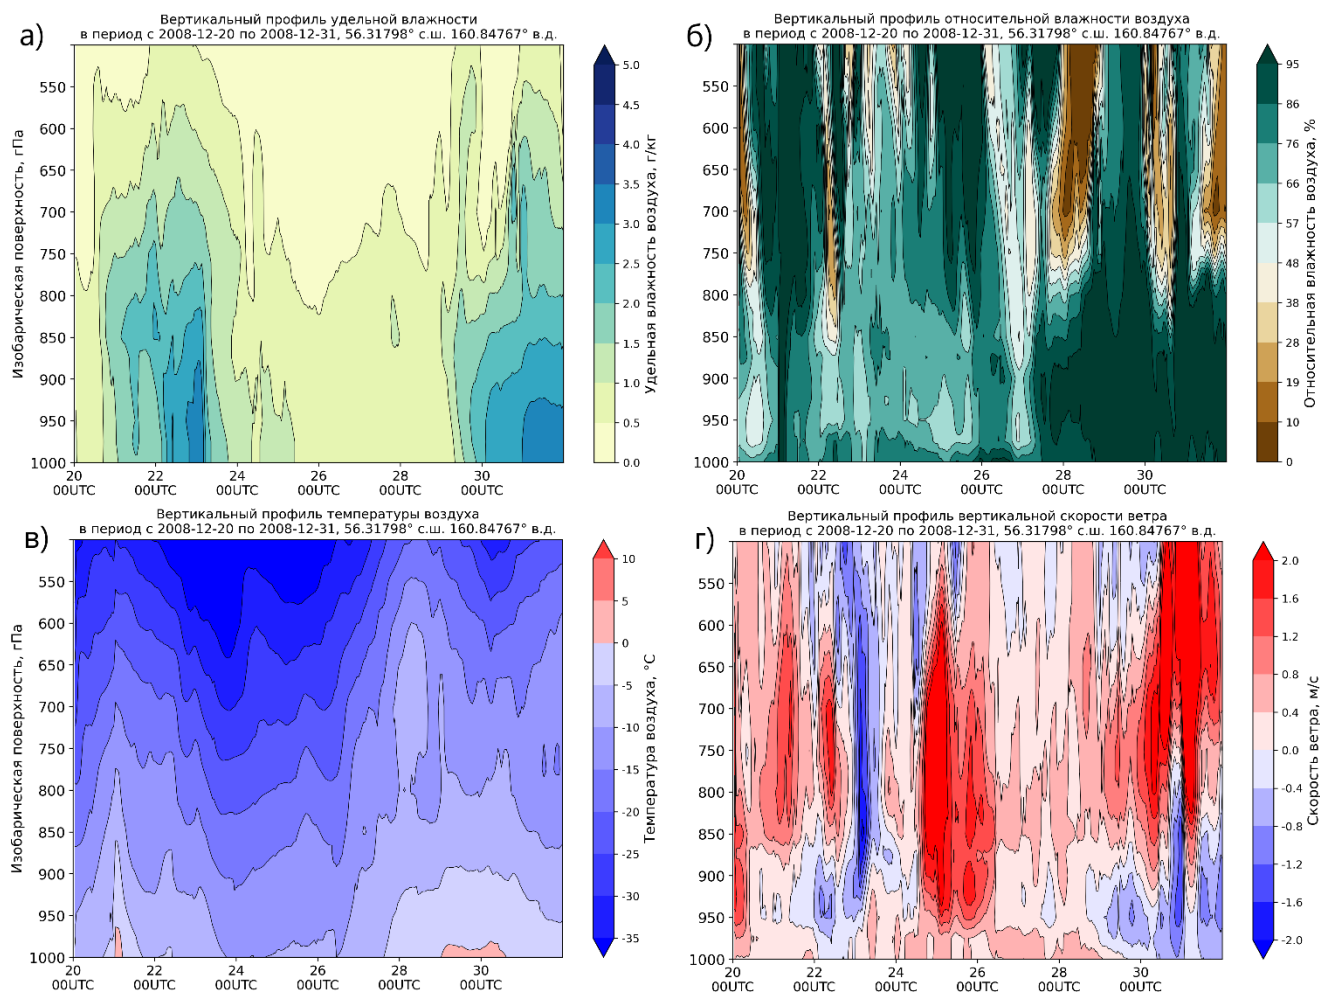 а)
Вертикальный профиль удельной влажности
в период с 2008-12-20 по 2008-12-31, 56.31798° с.ш. 160.84767° в.д.
Изобарическая поверхность, гПа
550
600
650
700
750
800
850
900
950
1000
20
00UTC
22
00UTC
24
00UTC
26
00UTC
28
00UTC
30
00UTC
5.0
4.5
4.0
3.5
3.0
2.5
2.0
1.5
1.0
0.5
0.0
Удельная влажность воздуха. г/кг
б)
Вертикальный профиль относительной влажности воздуха
в период с 2008-12-20 по 2008-12-31, 56.31798° с.ш. 160.84767° в.д.
550
600
650
700
750
800
850
900
950
1000
20
00UTC
22
00UTC
24
00UTC
26
00UTC
28
00UTC
30
00UTC
95
86
76
66
57
48
38
28
19
10
0
Относительная влажность воздуха, %
в)
Вертикальный профиль температуры воздуха
в период с 2008-12-20 по 2008-12-31, 56.31798° с.ш. 160.84767° в.д.
Изобарическая поверхность, гПа
550
600
650
700
750
800
850
900
950
1000
20
00UTC
22
00UTC
24
00UTC
26
00UTC
28
00UTC
30
00UTC
10
5
0
-5
-10
-15
-20
-25
-30
-35
Температура воздуха, °C
г)
Вертикальный профиль вертикальной скорости ветра
в период с 2008-12-20 по 2008-12-31, 56.31798° с.ш. 160.84767° в.д.
550
600
650
700
750
800
850
900
950
1000
20
00UTC
22
00UTC
24
00UTC
26
00UTC
28
00UTC
30
00UTC
2.0
1.6
1.2
0.8
0.4
0.0
-0.4
-0.8
-1.2
-1.6
-2.0
Скорость ветра, м/с